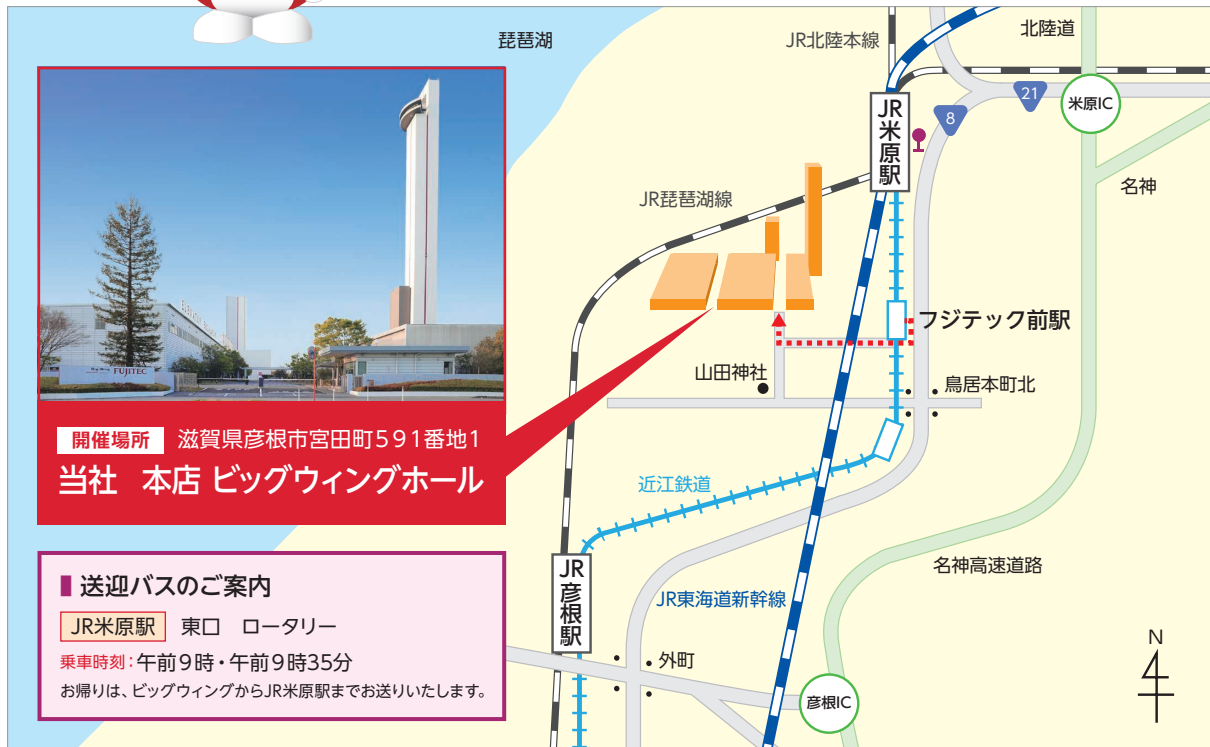 琵琶湖
JR北陸本線
北陸道
21
8
米原IC
JR米原駅
名神
JR琵琶湖線
フジテック前駅
山田神社
鳥居本町北
FUJITEC
開催場所 滋賀県彦根市宮田町591番地1
当社 本店 ビッグウィングホール
近江鉄道
名神高速道路
JR東海道新幹線
JR彦根駅
外町
彦根IC
N
送迎バスのご案内
JR米原駅 東口 ロータリー
乗車時刻:午前9時・午前9時35分
お帰りは、ビッグウィングからJR米原駅までお送りいたします。